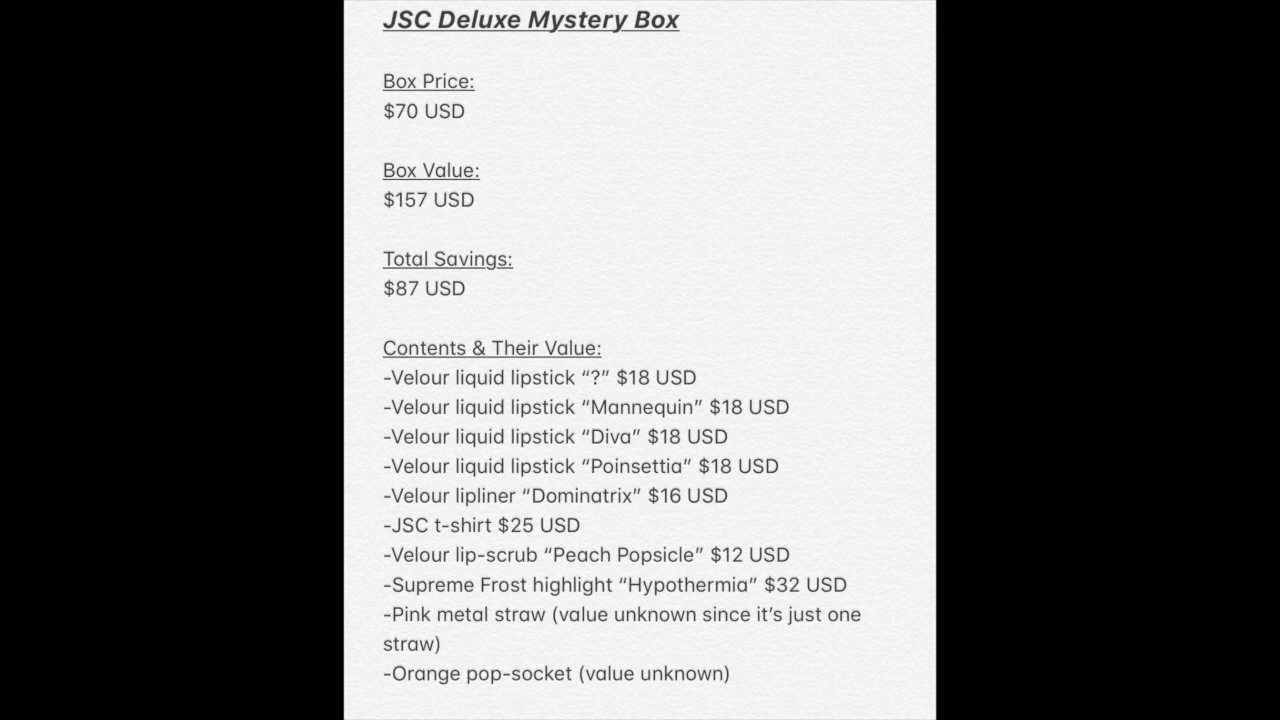 JSC Deluxe Mystery Box
Box Price:
$70 USD
Box Value:
$157 USD
Total Savings:
$87 USD
Contents & Their Value:
-Velour liquid lipstick “?” $18 USD
-Velour liquid lipstick “Mannequin” $18 USD
-Velour liquid lipstick “Diva” $18 USD
-Velour liquid lipstick “Poinsettia” $18 USD
-Velour lipliner “Dominatrix” $16 USD
-JSC t-shirt $25 USD
-Velour lip-scrub “Peach Popsicle” $12 USD
-Supreme Frost highlight “Hypothermia” $32 USD
-Pink metal straw (value unknown since it’s just one
straw)
-Orange pop-socket (value unknown)